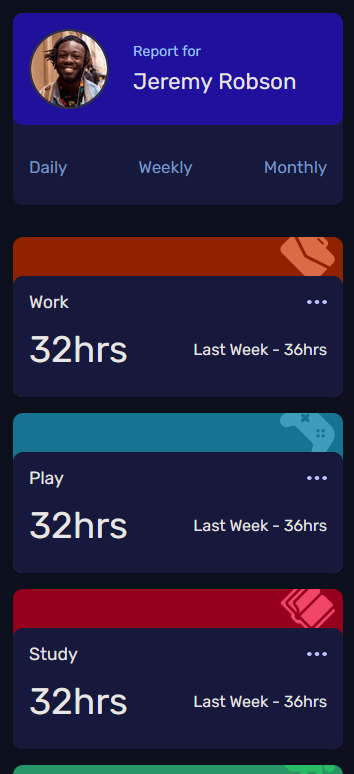 Report for
Jeremy Robson
Daily Weekly Monthly
Work
32hrs Last Week - 36hrs
Play
32hrs Last Week - 36hrs
Study
32hrs Last Week - 36hrs